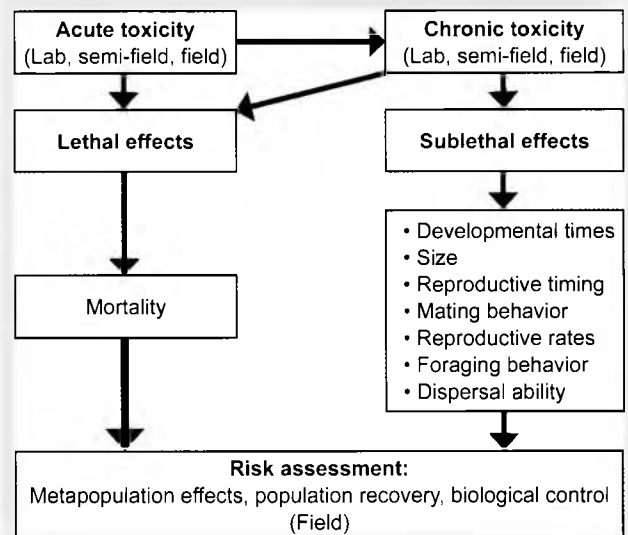 Acute toxicity
(Lab, semi-field, field)
Chronic toxicity
(Lab, semi-field, field)
Lethal effects
Sublethal effects
• Developmental times
• Size
• Reproductive timing
• Mating behavior
• Reproductive rates
• Foraging behavior
• Dispersal ability
Mortality
Risk assessment:
Metapopulation effects, population recovery, biological control
(Field)